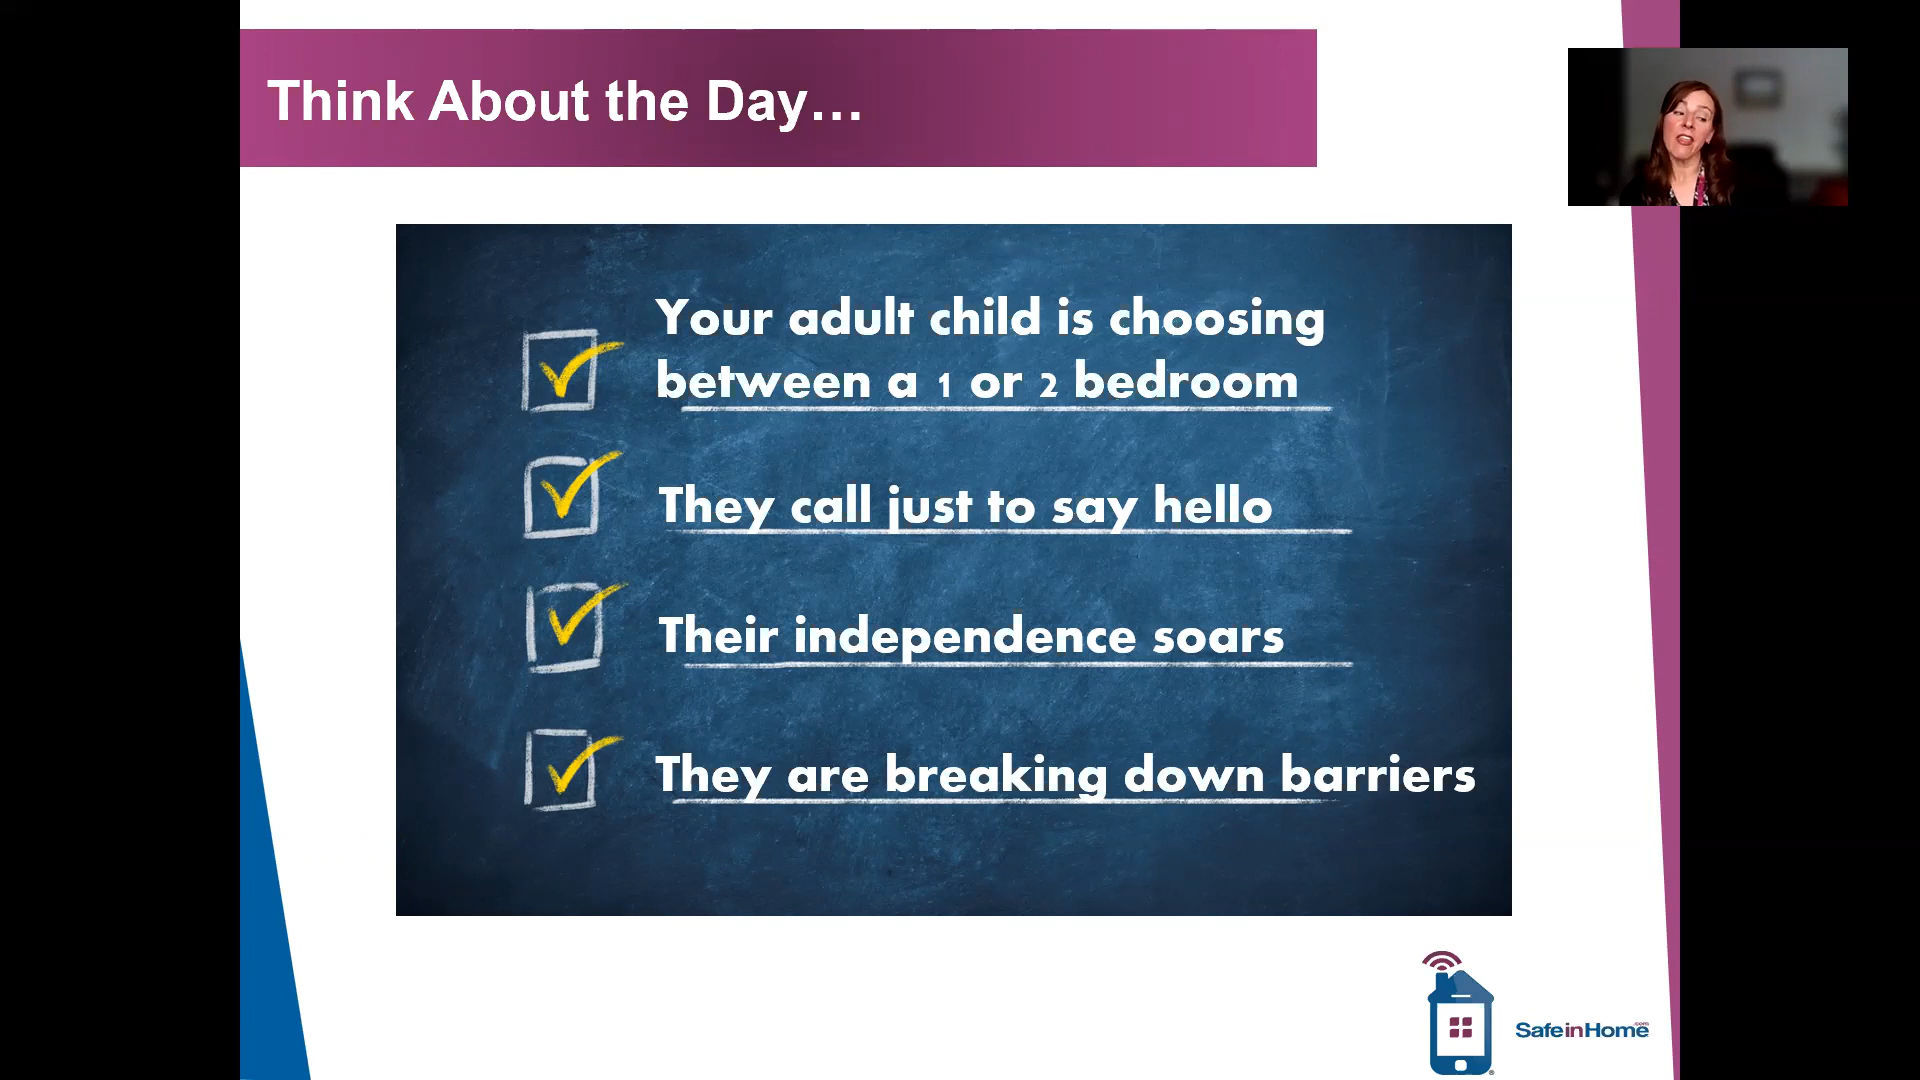 Think About the Day…
Your adult child is choosing
between a 1 or 2 bedroom
They call just to say hello
Their independence soars
They are breaking down barriers
SafeinHome.com